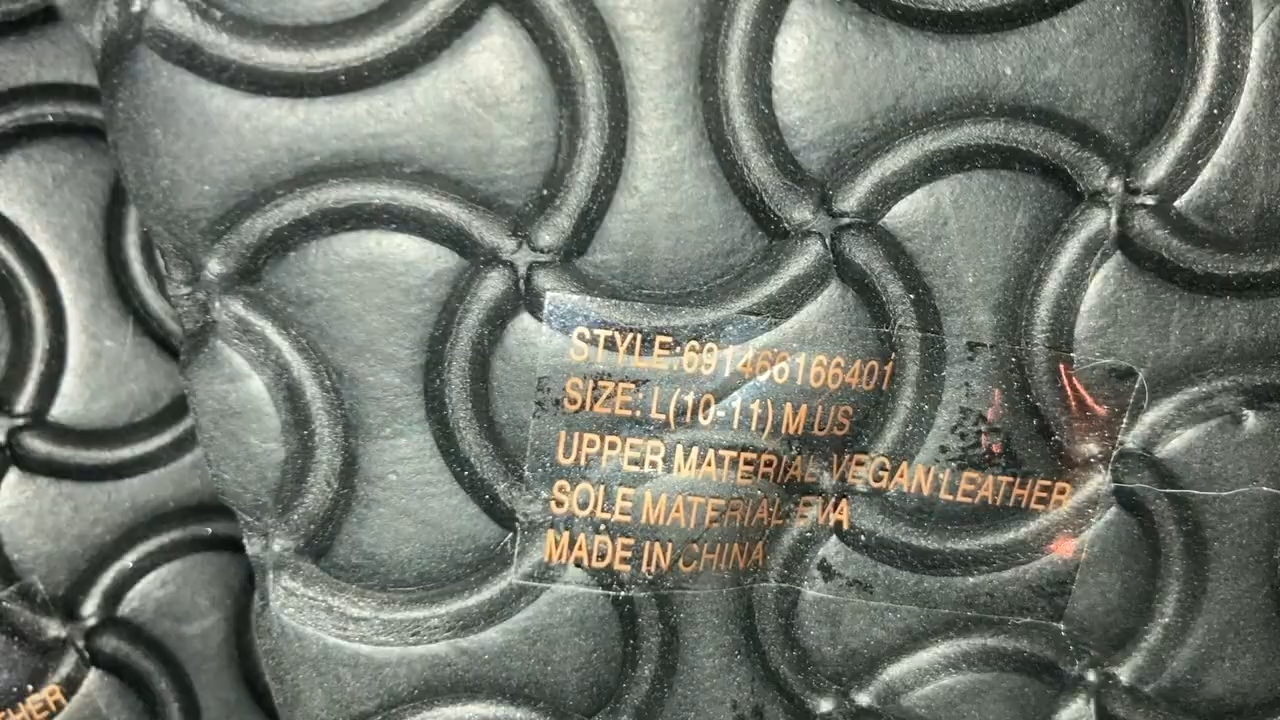 STYLE:691466166401
SIZE: L(10-11) M US
UPPER MATERIAL VEGAN LEATHER
SOLE MATERIAL EVA
MADE IN CHINA